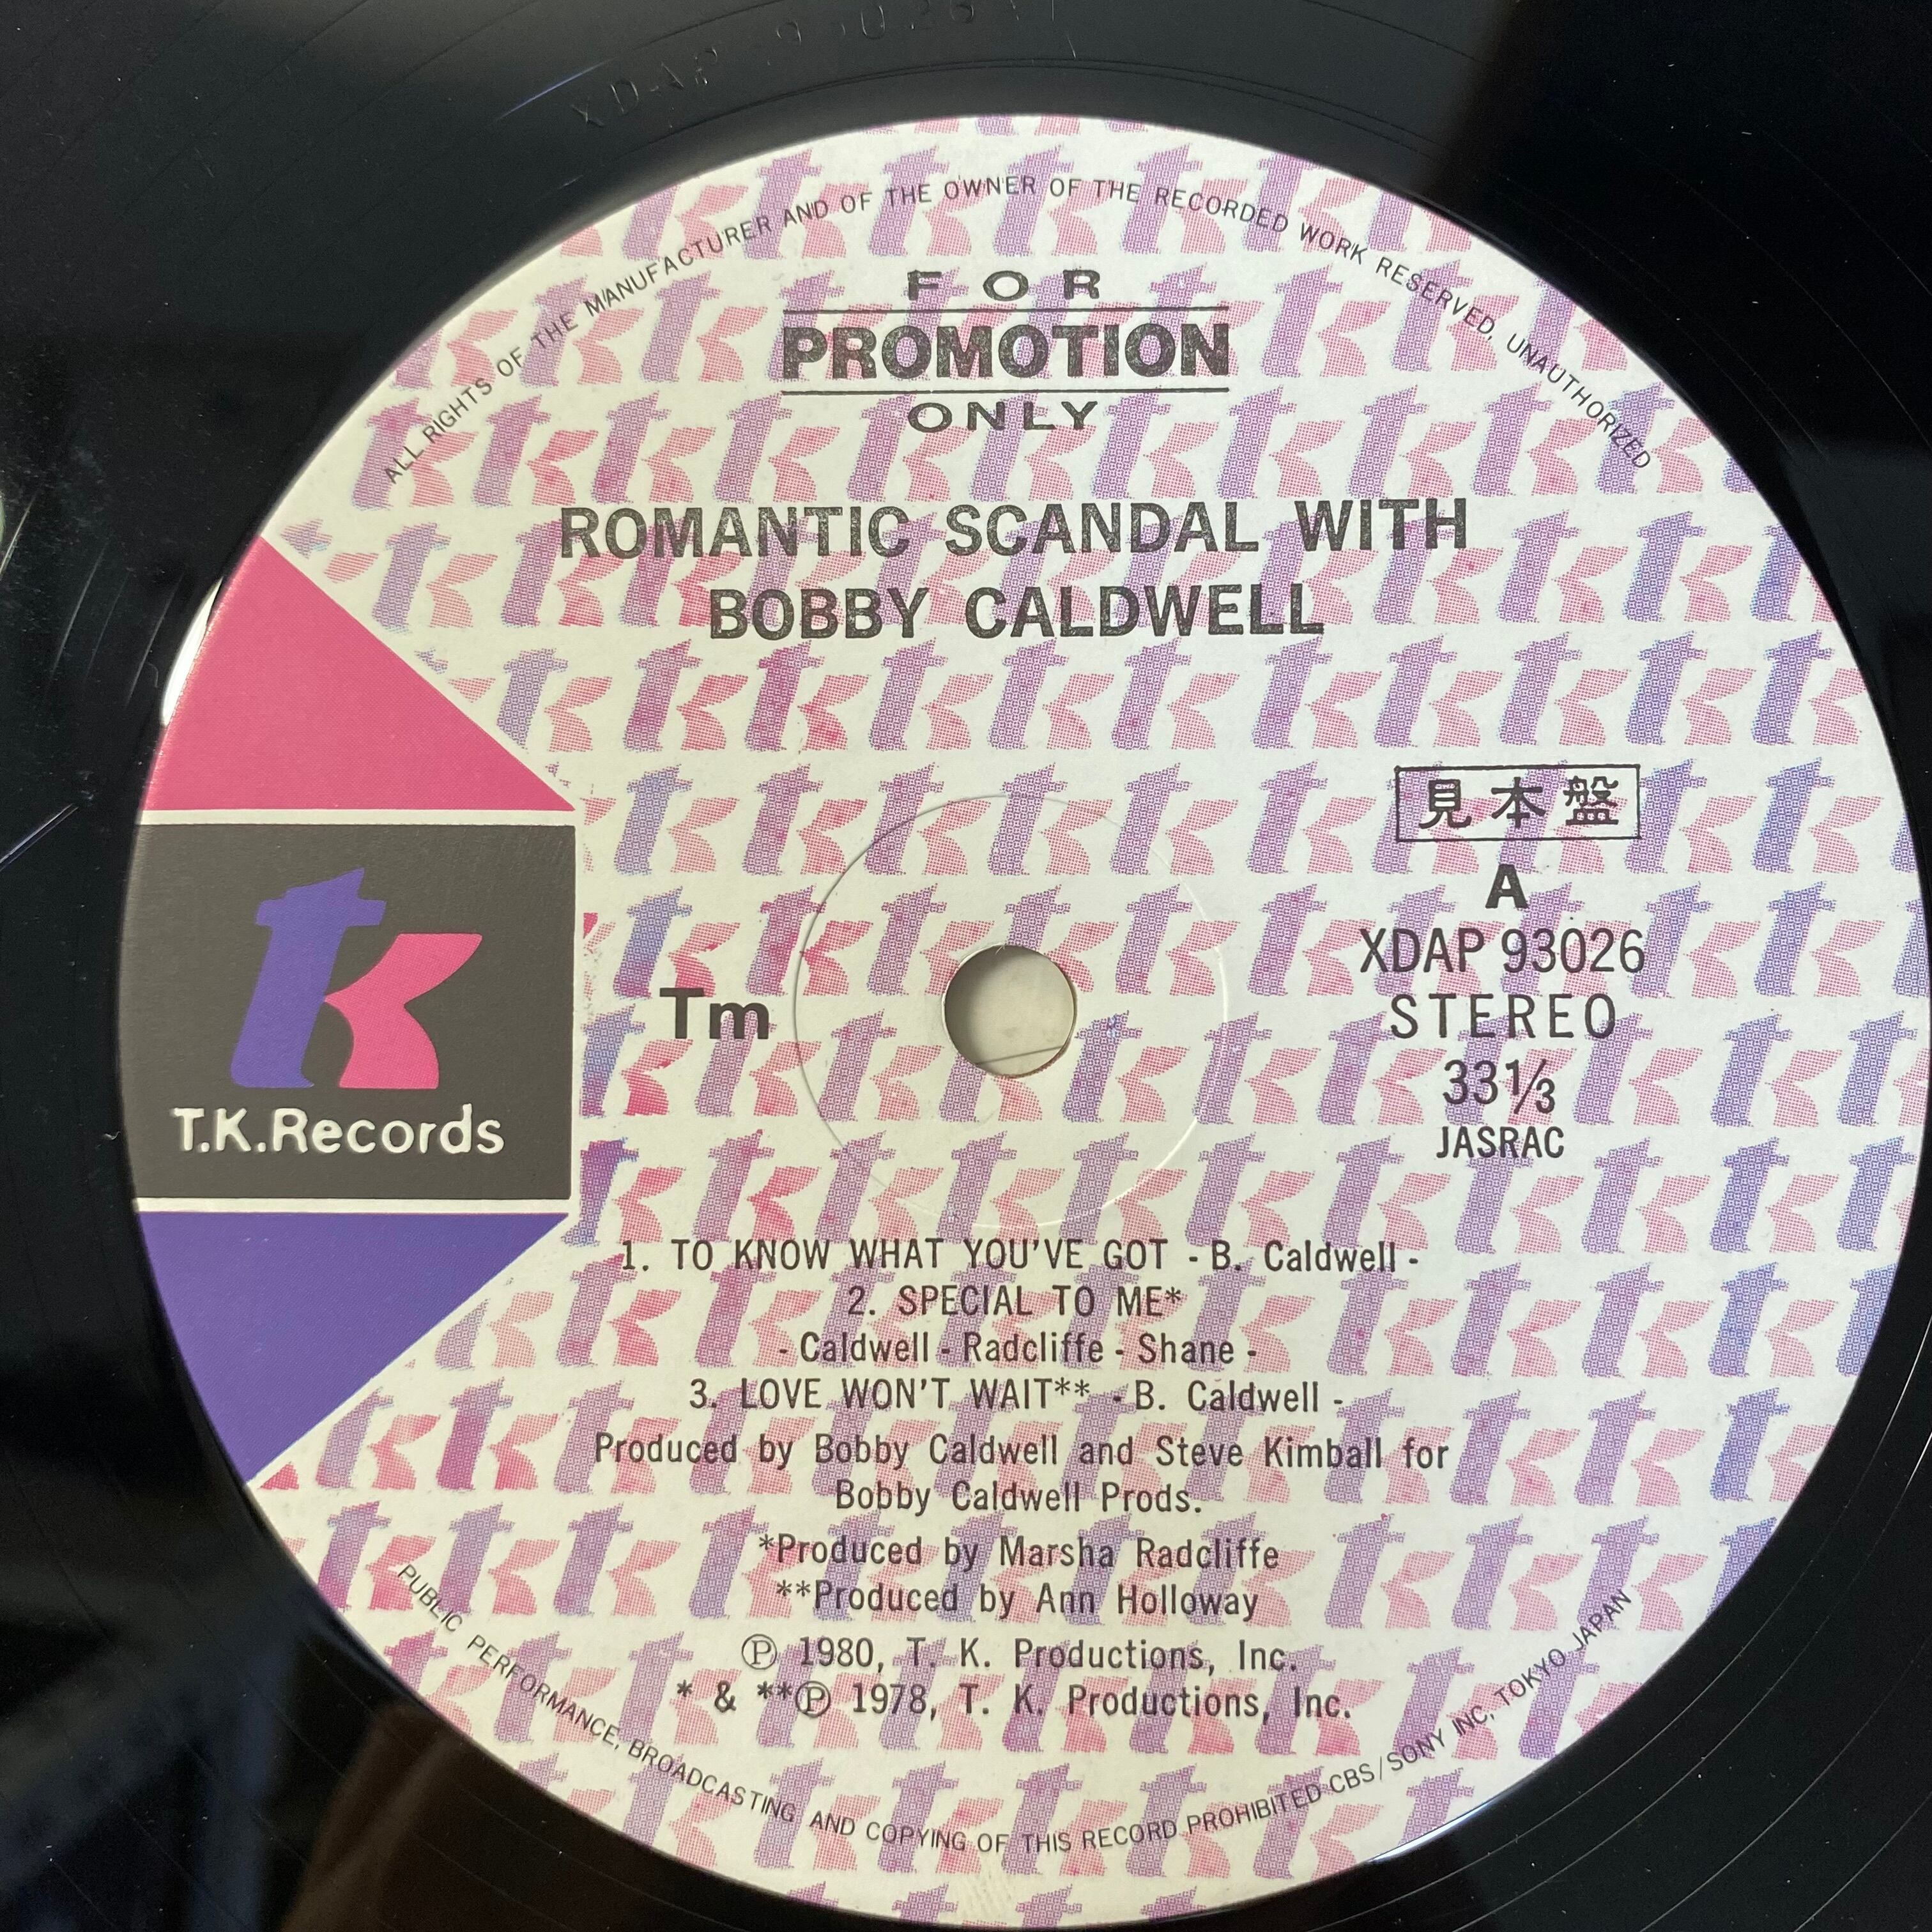 XDAP 93026 A1
ALL RIGHTS OF THE MANUFACTURER AND OF THE OWNER OF THE RECORDED WORK RESERVED, UNAUTHORIZED
FOR
PROMOTION
ONLY
ROMANTIC SCANDAL WITH
BOBBY CALDWELL
見本盤
A
XDAP 93026
STEREO
33⅓
JASRAC
tk
Tm
T.K.Records
1. TO KNOW WHAT YOU'VE GOT - B. Caldwell -
2. SPECIAL TO ME*
- Caldwell - Radcliffe - Shane -
3. LOVE WON'T WAIT** - B. Caldwell -
Produced by Bobby Caldwell and Steve Kimball for
Bobby Caldwell Prods.
*Produced by Marsha Radcliffe
**Produced by Ann Holloway
℗ 1980, T. K. Productions, Inc.
* & **℗ 1978, T. K. Productions, Inc.
PUBLIC PERFORMANCE, BROADCASTING AND COPYING OF THIS RECORD PROHIBITED CBS/SONY INC, TOKYO JAPAN